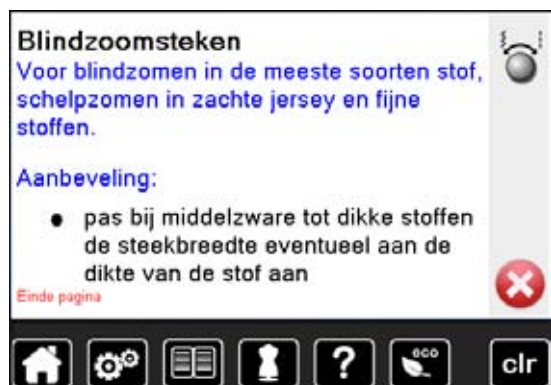 Blindzoomsteken
Voor blindzomen in de meeste soorten stof,
schelpzomen in zachte jersey en fijne
stoffen.
Aanbeveling:
● pas bij middelzware tot dikke stoffen
de steekbreedte eventueel aan de
dikte van de stof aan
Einde pagina
? eco clr